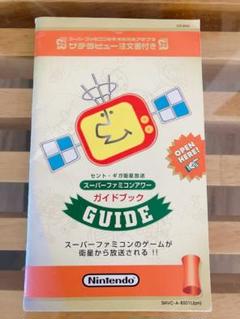 サテラビュー注文書付き
OPEN
HERE!
セント・ギガ衛星放送
スーパーファミコンアワー
ガイドブック
GUIDE
スーパーファミコンのゲームが
衛星から放送される!!
Nintendo